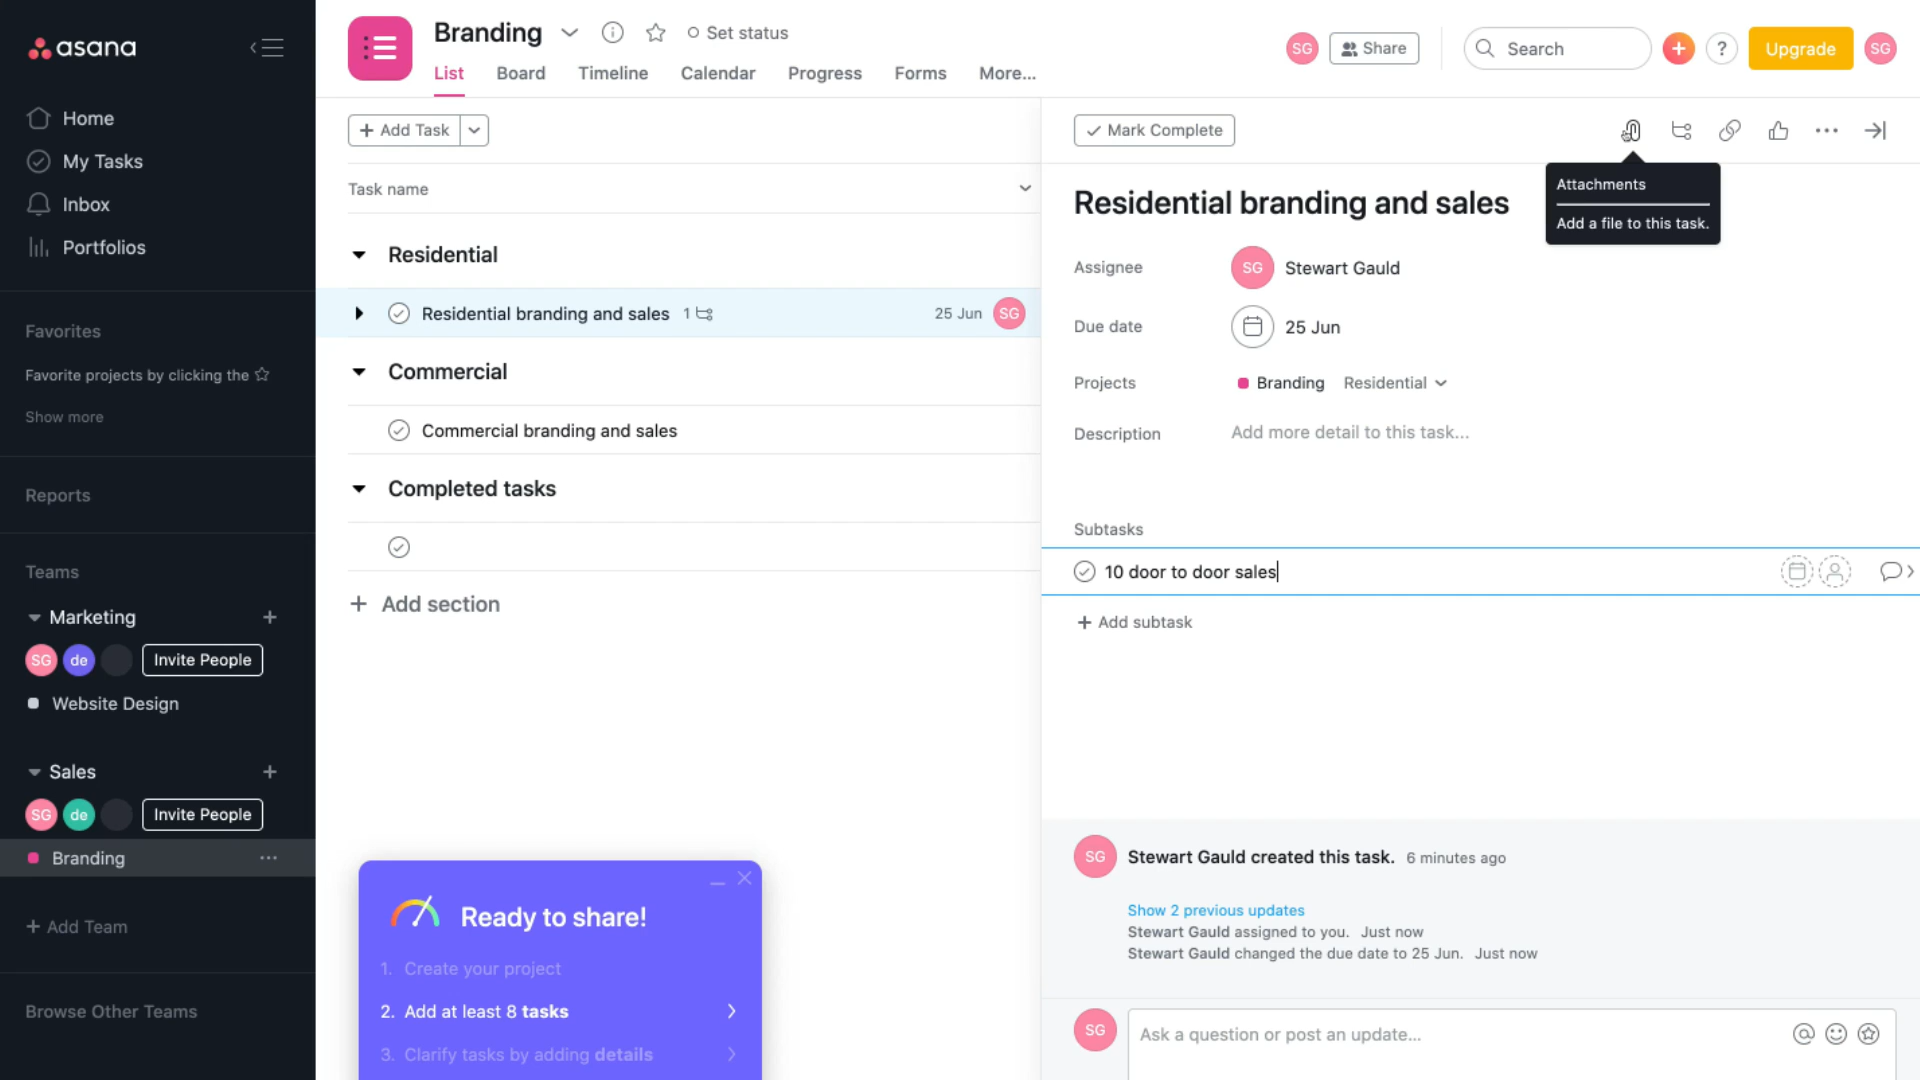 asana
Home
My Tasks
Inbox
Portfolios
Favorites
Favorite projects by clicking the
Show more
Reports
Teams
Marketing
SG de Invite People
Website Design
Sales
SG de Invite People
Branding
+ Add Team
Browse Other Teams
Branding Set status
List Board Timeline Calendar Progress Forms More...
SG Share Search ? Upgrade SG
+ Add Task
Task name
Residential
Residential branding and sales 1 25 Jun SG
Commercial
Commercial branding and sales
Completed tasks
+ Add section
Ready to share!
1. Create your project
2. Add at least 8 tasks
3. Clarify tasks by adding details
Mark Complete
Attachments
Add a file to this task.
Residential branding and sales
Assignee SG Stewart Gauld
Due date 25 Jun
Projects Branding Residential
Description Add more detail to this task...
Subtasks
10 door to door sales
+ Add subtask
SG Stewart Gauld created this task. 6 minutes ago
Show 2 previous updates
Stewart Gauld assigned to you. Just now
Stewart Gauld changed the due date to 25 Jun. Just now
SG Ask a question or post an update... @